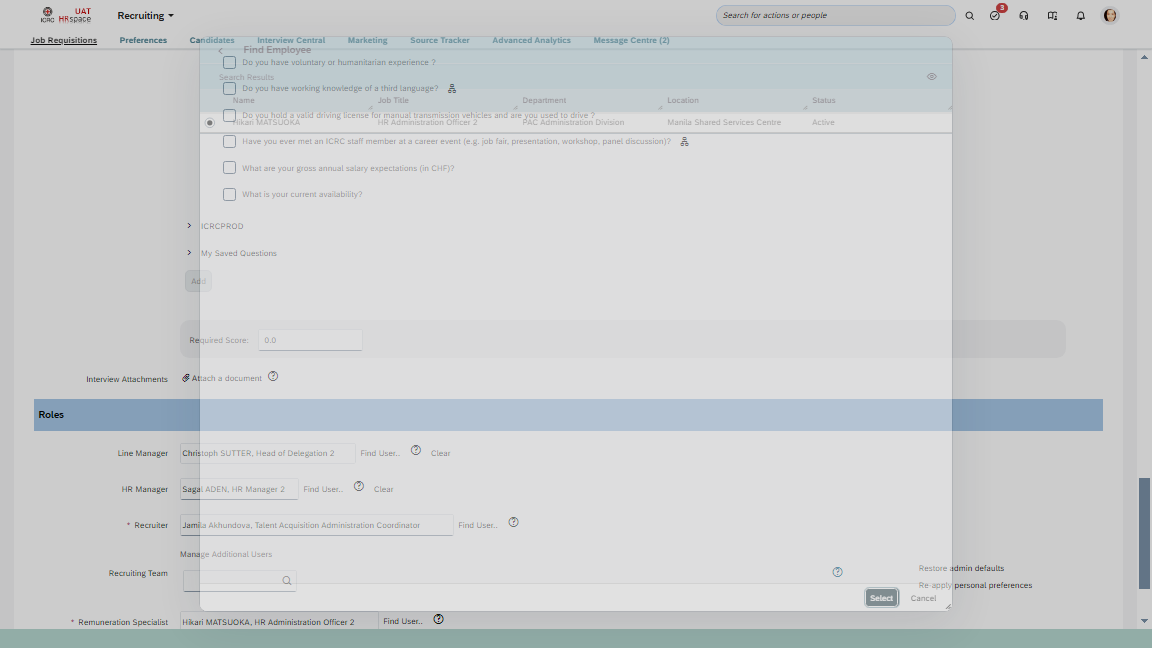 ICRC
UAT
HRspace
Recruiting
Search for actions or people
3
Job Requisitions
Preferences
Candidates
Interview Central
Marketing
Source Tracker
Advanced Analytics
Message Centre (2)
Find Employee
Do you have voluntary or humanitarian experience ?
Search Results
Do you have working knowledge of a third language?
Name
Job Title
Department
Location
Status
Do you hold a valid driving license for manual transmission vehicles and are you used to drive ?
Hikari MATSUOKA
HR Administration Officer 2
PAC Administration Division
Manila Shared Services Centre
Active
Have you ever met an ICRC staff member at a career event (e.g. job fair, presentation, workshop, panel discussion)?
What are your gross annual salary expectations (in CHF)?
What is your current availability?
ICRCPROD
My Saved Questions
Add
Required Score:
0.0
Interview Attachments
Attach a document
Roles
Line Manager
Christoph SUTTER, Head of Delegation 2
Find User..
Clear
HR Manager
Sagal ADEN, HR Manager 2
Find User..
Clear
* Recruiter
Jamila Akhundova, Talent Acquisition Administration Coordinator
Find User..
Manage Additional Users
Recruiting Team
Restore admin defaults
Re-apply personal preferences
Select
Cancel
* Remuneration Specialist
Hikari MATSUOKA, HR Administration Officer 2
Find User..